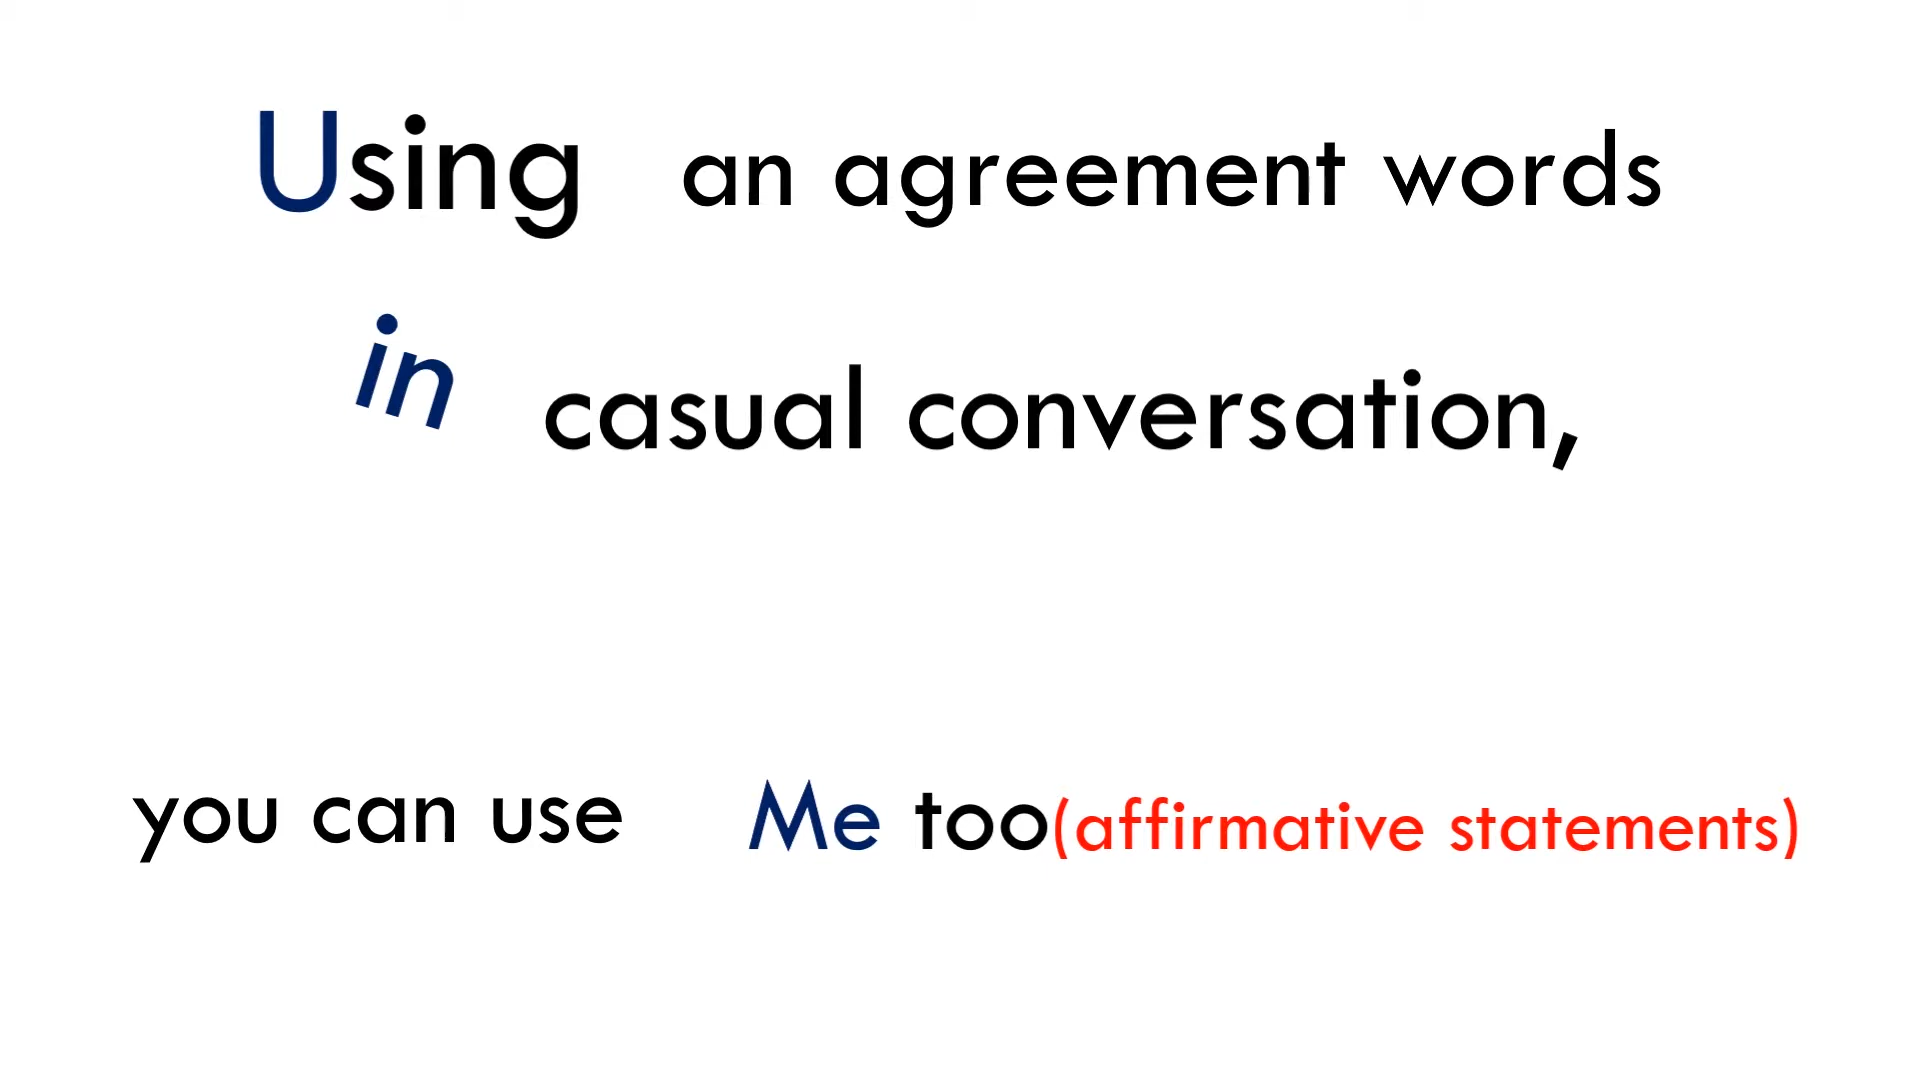 Using an agreement words
in casual conversation,
you can use Me too(affirmative statements)